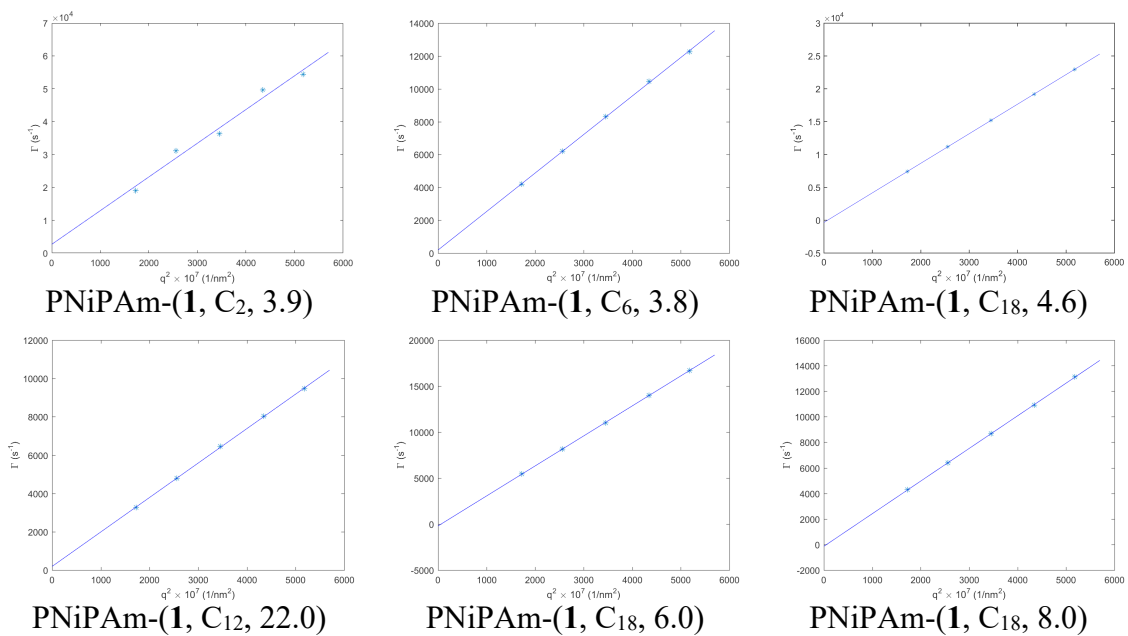 7 × 10⁴
6
5
4
3
2
1
0
Γ (s⁻¹)
0 1000 2000 3000 4000 5000 6000
q² × 10⁷ (1/nm²)
PNiPAm-(1, C₂, 3.9)
14000
12000
10000
8000
6000
4000
2000
0
Γ (s⁻¹)
0 1000 2000 3000 4000 5000 6000
q² × 10⁷ (1/nm²)
PNiPAm-(1, C₆, 3.8)
3 × 10⁴
2.5
2
1.5
1
0.5
0
-0.5
Γ (s⁻¹)
0 1000 2000 3000 4000 5000 6000
q² × 10⁷ (1/nm²)
PNiPAm-(1, C₁₈, 4.6)
12000
10000
8000
6000
4000
2000
0
Γ (s⁻¹)
0 1000 2000 3000 4000 5000 6000
q² × 10⁷ (1/nm²)
PNiPAm-(1, C₁₂, 22.0)
20000
15000
10000
5000
0
-5000
Γ (s⁻¹)
0 1000 2000 3000 4000 5000 6000
q² × 10⁷ (1/nm²)
PNiPAm-(1, C₁₈, 6.0)
16000
14000
12000
10000
8000
6000
4000
2000
0
-2000
Γ (s⁻¹)
0 1000 2000 3000 4000 5000 6000
q² × 10⁷ (1/nm²)
PNiPAm-(1, C₁₈, 8.0)